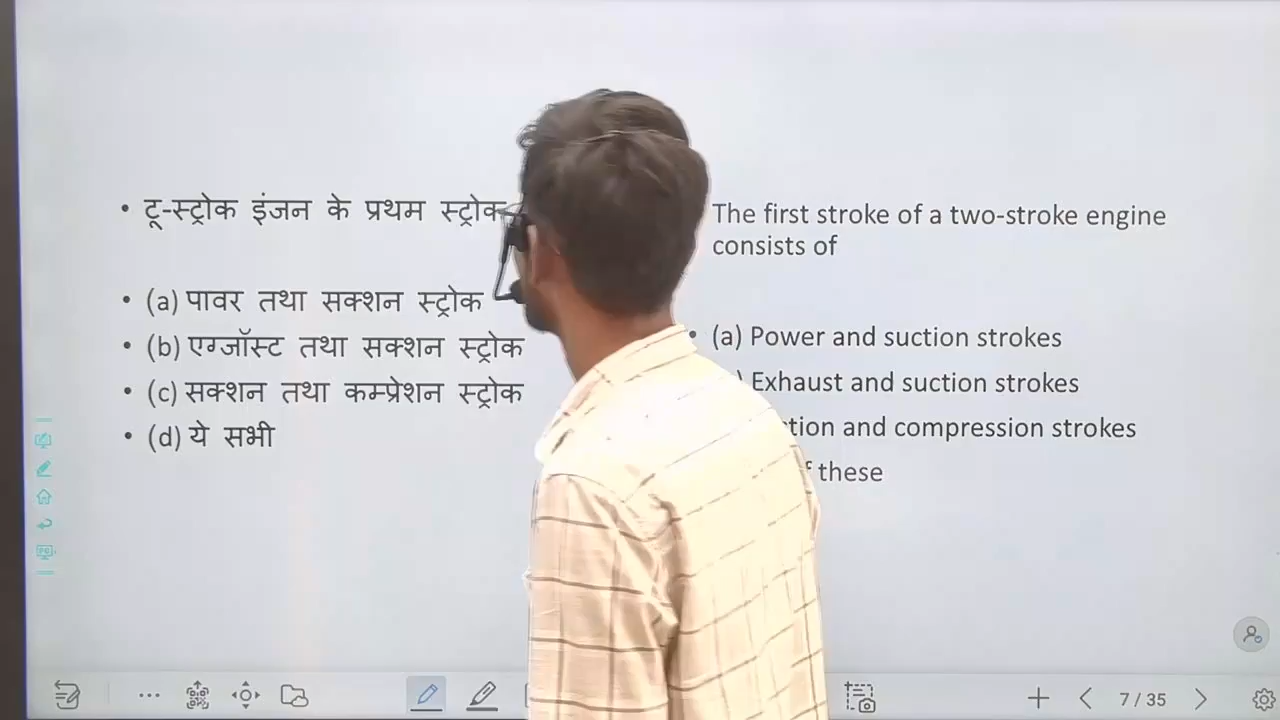 • टू-स्ट्रोक इंजन के प्रथम स्ट्रोक
• (a) पावर तथा सक्शन स्ट्रोक
• (b) एग्जॉस्ट तथा सक्शन स्ट्रोक
• (c) सक्शन तथा कम्प्रेशन स्ट्रोक
• (d) ये सभी
The first stroke of a two-stroke engine
consists of
• (a) Power and suction strokes
) Exhaust and suction strokes
and compression strokes
these
7 / 35